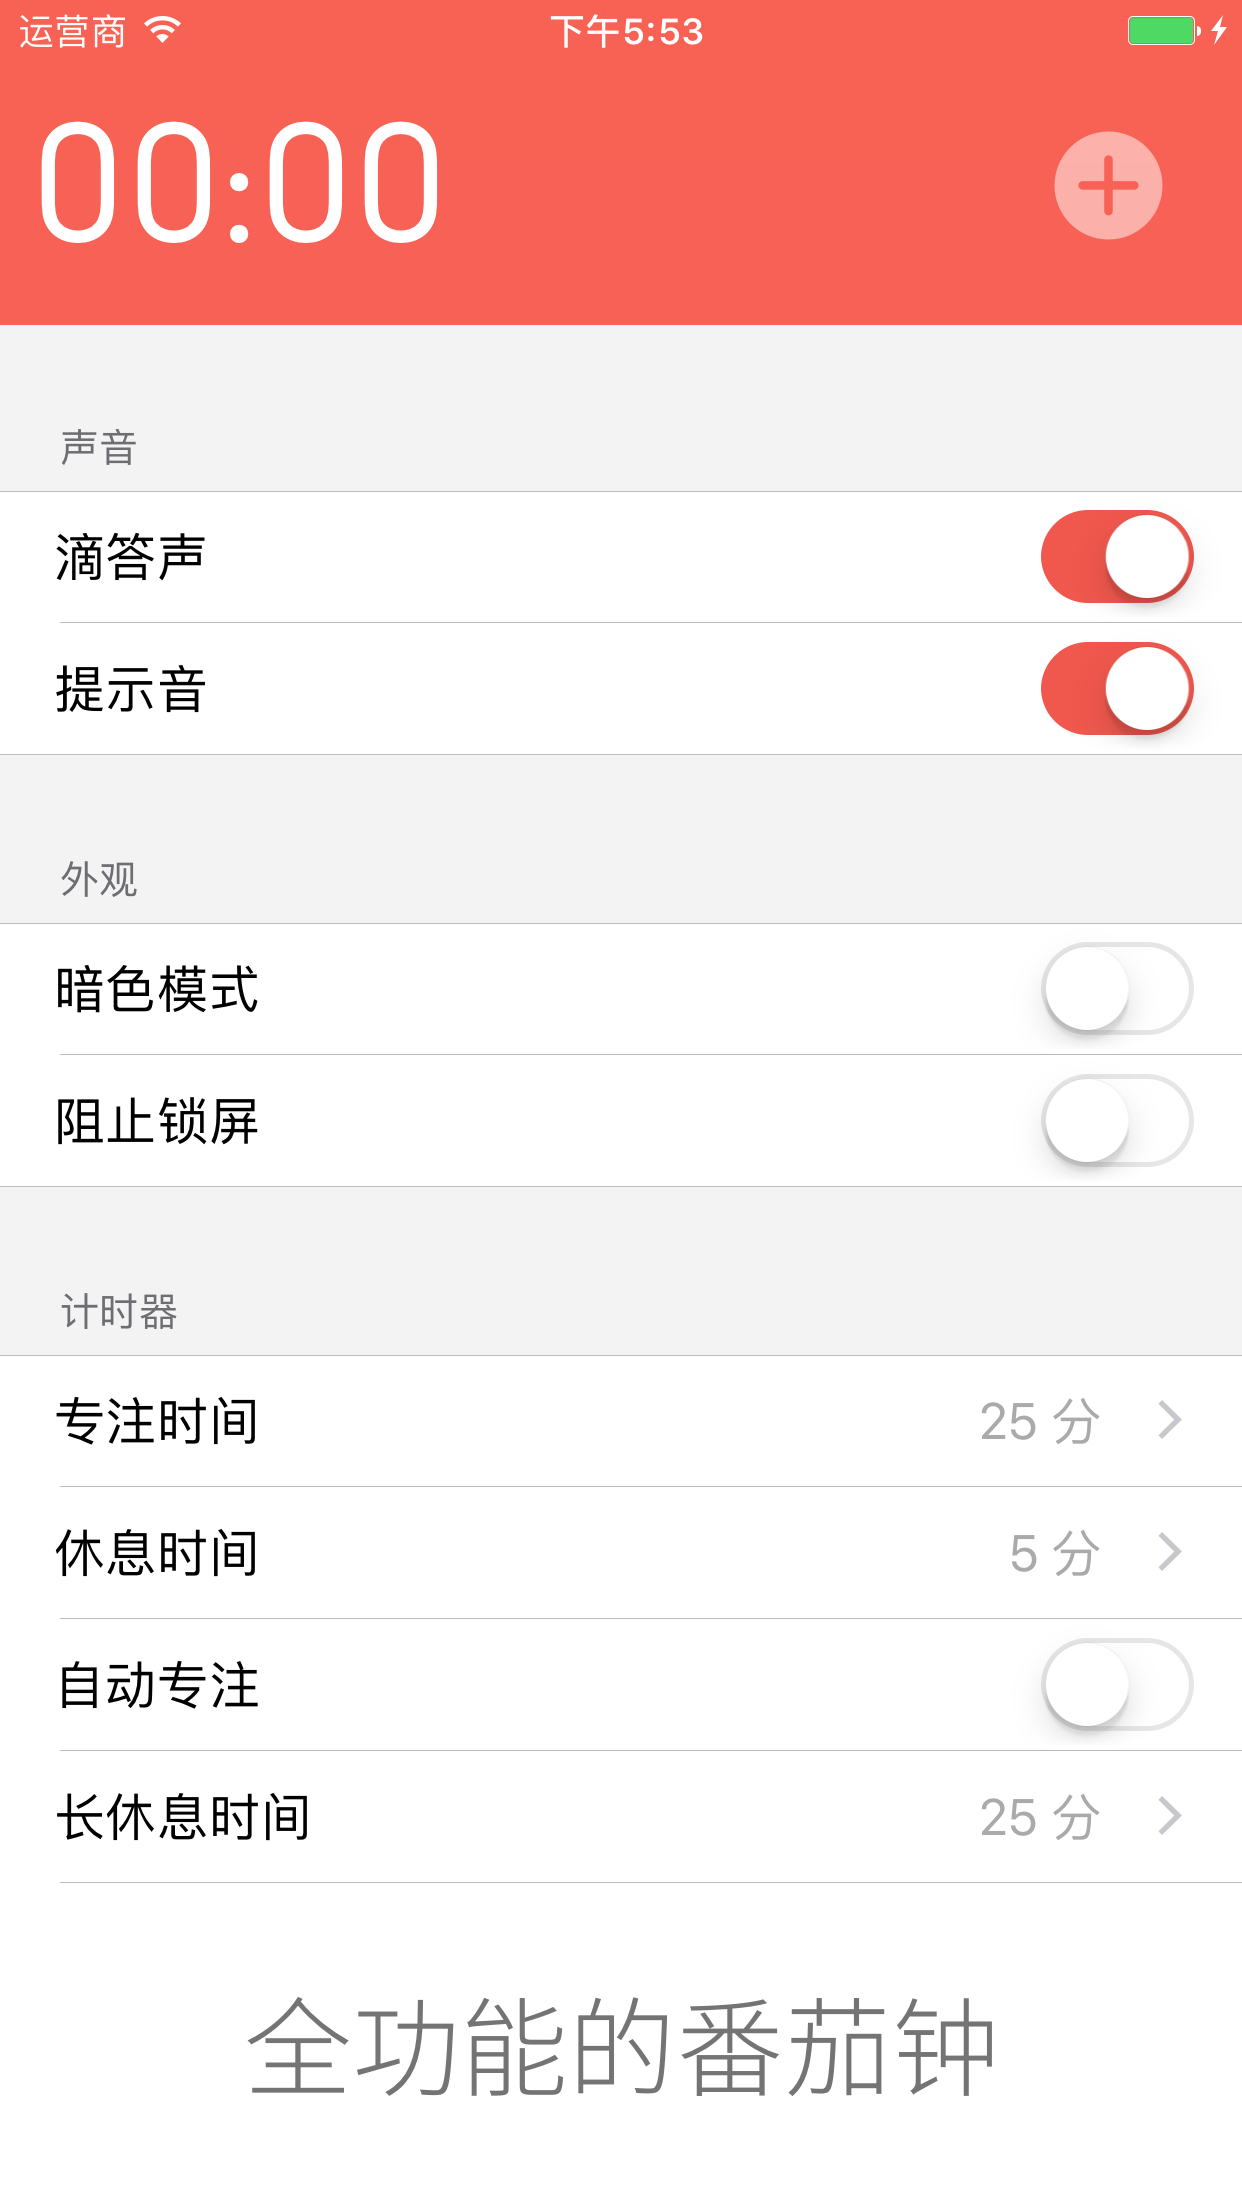 运营商 下午5:53
00:00
声音
滴答声
提示音
外观
暗色模式
阻止锁屏
计时器
专注时间 25 分
休息时间 5 分
自动专注
长休息时间 25 分
全功能的番茄钟